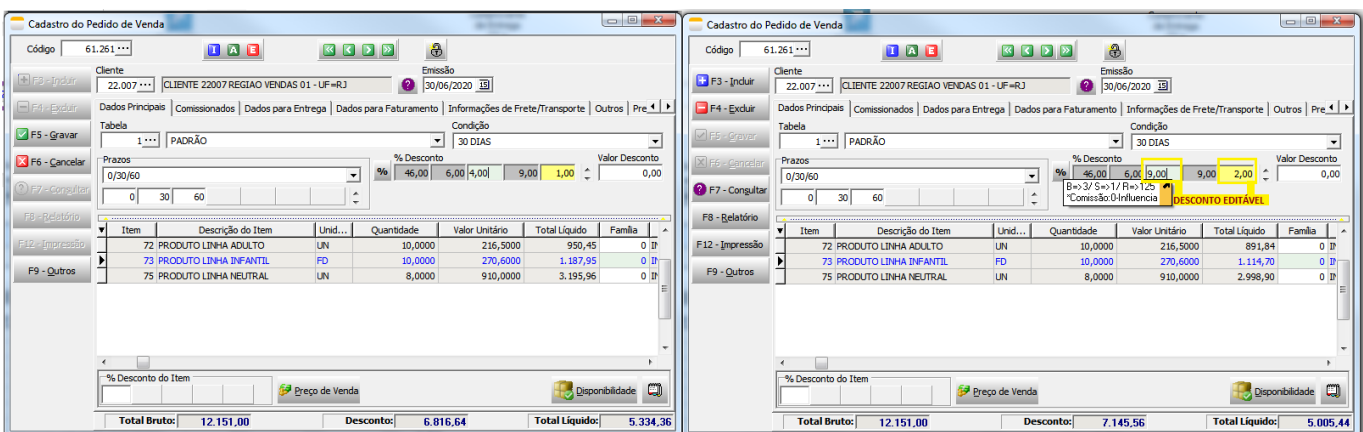 Cadastro do Pedido de Venda
Código 61.261 ... I A E
F3 - Incluir
F4 - Excluir
F5 - Gravar
F6 - Cancelar
F7 - Consultar
F8 - Relatório
F12 - Impressão
F9 - Outros
Cliente Emissão
22.007 ... CLIENTE 22007 REGIAO VENDAS 01 - UF=RJ ? 30/06/2020 15
Dados Principais Comissionados Dados para Entrega Dados para Faturamento Informações de Frete/Transporte Outros Pre
Tabela Condição
1 ... PADRÃO 30 DIAS
Prazos % Desconto Valor Desconto
0/30/60 % 46,00 6,00 4,00 9,00 1,00 0,00
0 30 60
Item Descrição do Item Unid... Quantidade Valor Unitário Total Líquido Família
72 PRODUTO LINHA ADULTO UN 10,0000 216,5000 950,45 0
73 PRODUTO LINHA INFANTIL FD 10,0000 270,6000 1.187,95 0
75 PRODUTO LINHA NEUTRAL UN 8,0000 910,0000 3.195,96 0
% Desconto do Item
Preço de Venda Disponibilidade
Total Bruto: 12.151,00 Desconto: 6.816,64 Total Líquido: 5.334,36
Cadastro do Pedido de Venda
Código 61.261 ... I A E
F3 - Incluir
F4 - Excluir
F5 - Gravar
F6 - Cancelar
F7 - Consultar
F8 - Relatório
F12 - Impressão
F9 - Outros
Cliente Emissão
22.007 ... CLIENTE 22007 REGIAO VENDAS 01 - UF=RJ ? 30/06/2020 15
Dados Principais Comissionados Dados para Entrega Dados para Faturamento Informações de Frete/Transporte Outros Pre
Tabela Condição
1 ... PADRÃO 30 DIAS
Prazos % Desconto Valor Desconto
0/30/60 % 46,00 6,00 9,00 9,00 2,00 0,00
B=>3/ S=>1/ R=>125
*Comissão:0-Influencia
DESCONTO EDITÁVEL
0 30 60
Item Descrição do Item Unid... Quantidade Valor Unitário Total Líquido Família
72 PRODUTO LINHA ADULTO UN 10,0000 216,5000 891,84 0
73 PRODUTO LINHA INFANTIL FD 10,0000 270,6000 1.114,70 0
75 PRODUTO LINHA NEUTRAL UN 8,0000 910,0000 2.998,90 0
% Desconto do Item
Preço de Venda Disponibilidade
Total Bruto: 12.151,00 Desconto: 7.145,56 Total Líquido: 5.005,44